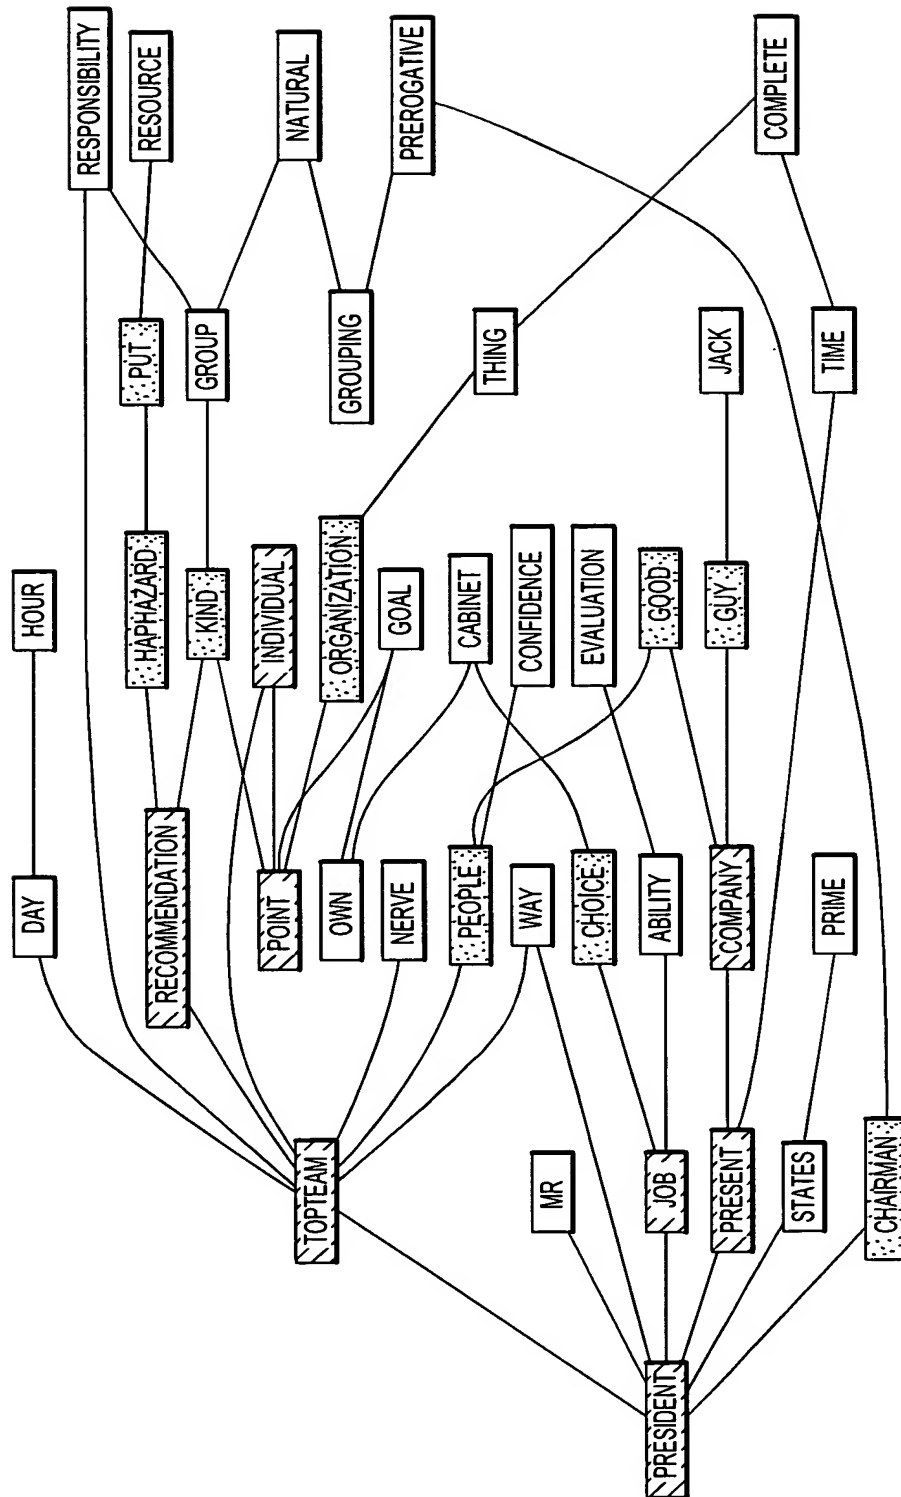 PRESIDENT
TOPTEAM
MR
JOB
PRESENT
STATES
CHAIRMAN
DAY
RECOMMENDATION
POINT
OWN
NERVE
PEOPLE
WAY
CHOICE
ABILITY
COMPANY
PRIME
HOUR
HAPHAZARD
KIND
INDIVIDUAL
ORGANIZATION
GOAL
CABINET
CONFIDENCE
EVALUATION
GOOD
GUY
PUT
GROUP
GROUPING
THING
JACK
TIME
RESPONSIBILITY
RESOURCE
NATURAL
PREROGATIVE
COMPLETE